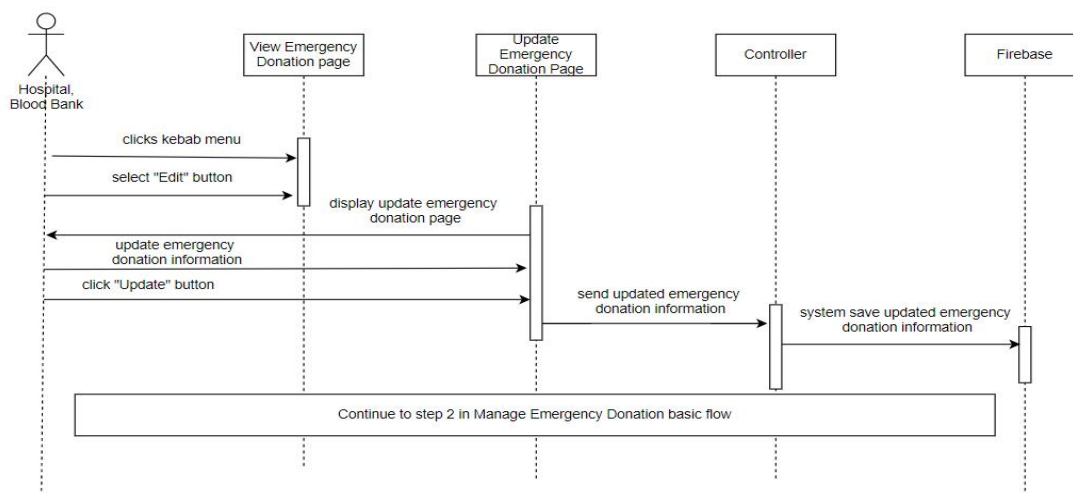 View Emergency
Donation page
Update
Emergency
Donation Page
Controller
Firebase
Hospital,
Blood Bank
clicks kebab menu
select "Edit" button
display update emergency
donation page
update emergency
donation information
click "Update" button
send updated emergency
donation information
system save updated emergency
donation information
Continue to step 2 in Manage Emergency Donation basic flow